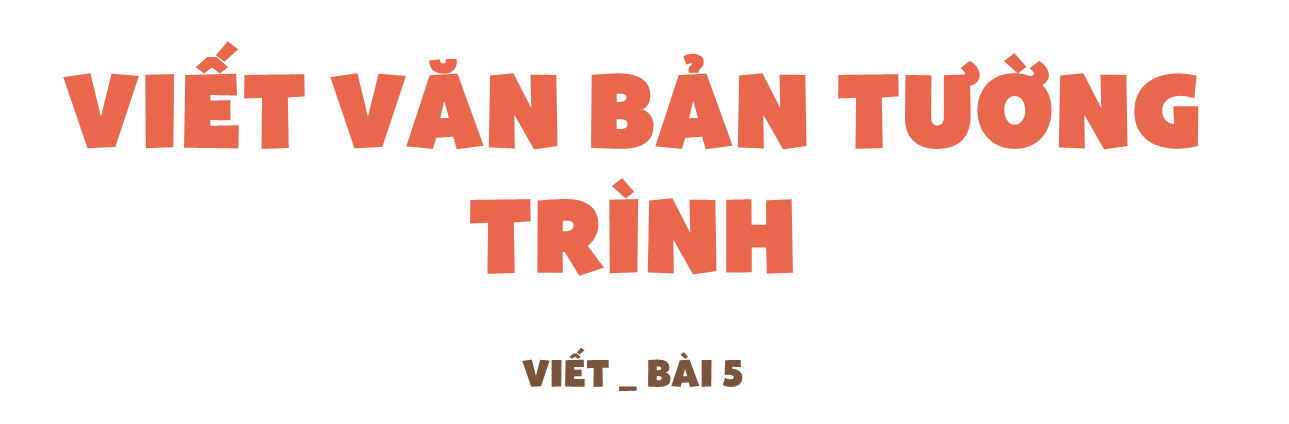 VIẾT VĂN BẢN TƯỜNG
TRÌNH
VIẾT _ BÀI 5